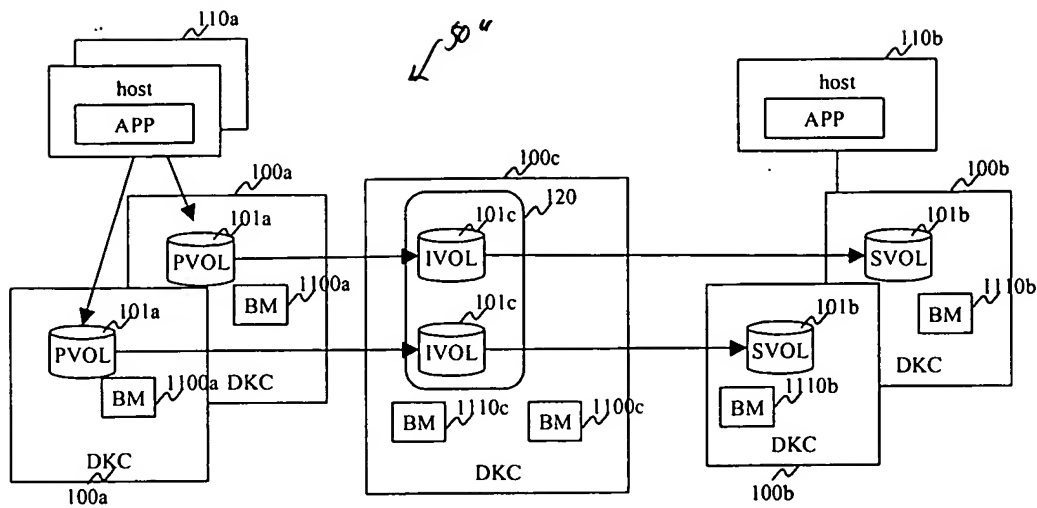 110a
50"
110b
host
APP
host
APP
100c
100a
100b
120
101a
101c
101b
PVOL
IVOL
SVOL
1100a
BM
1110b
BM
101a
101c
101b
PVOL
IVOL
SVOL
1100a
BM
DKC
1110c
BM
1100c
BM
1110b
BM
DKC
DKC
DKC
DKC
100a
100b